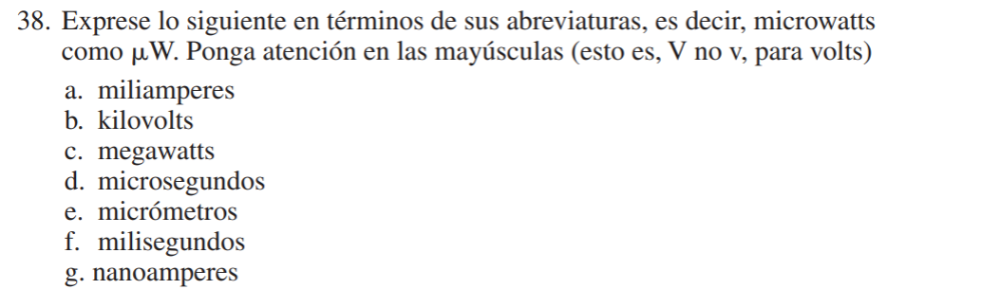 38. Exprese lo siguiente en términos de sus abreviaturas, es decir, microwatts
como μW. Ponga atención en las mayúsculas (esto es, V no v, para volts)
a. miliamperes
b. kilovolts
c. megawatts
d. microsegundos
e. micrómetros
f. milisegundos
g. nanoamperes